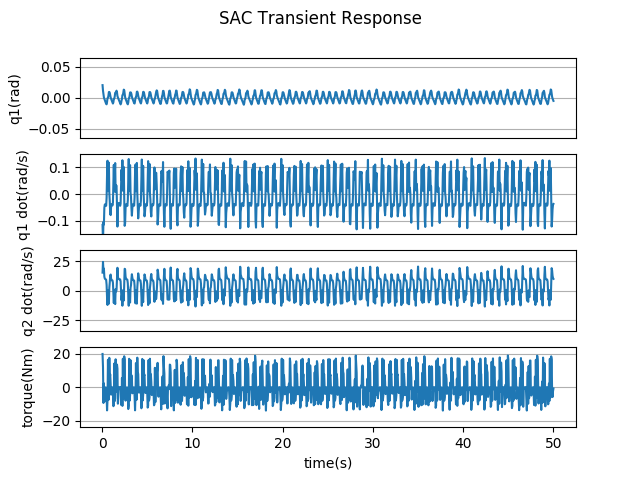 SAC Transient Response
q1(rad)
0.05
0.00
−0.05
q1 dot(rad/s)
0.1
0.0
−0.1
q2 dot(rad/s)
25
0
−25
torque(Nm)
20
0
−20
0 10 20 30 40 50
time(s)